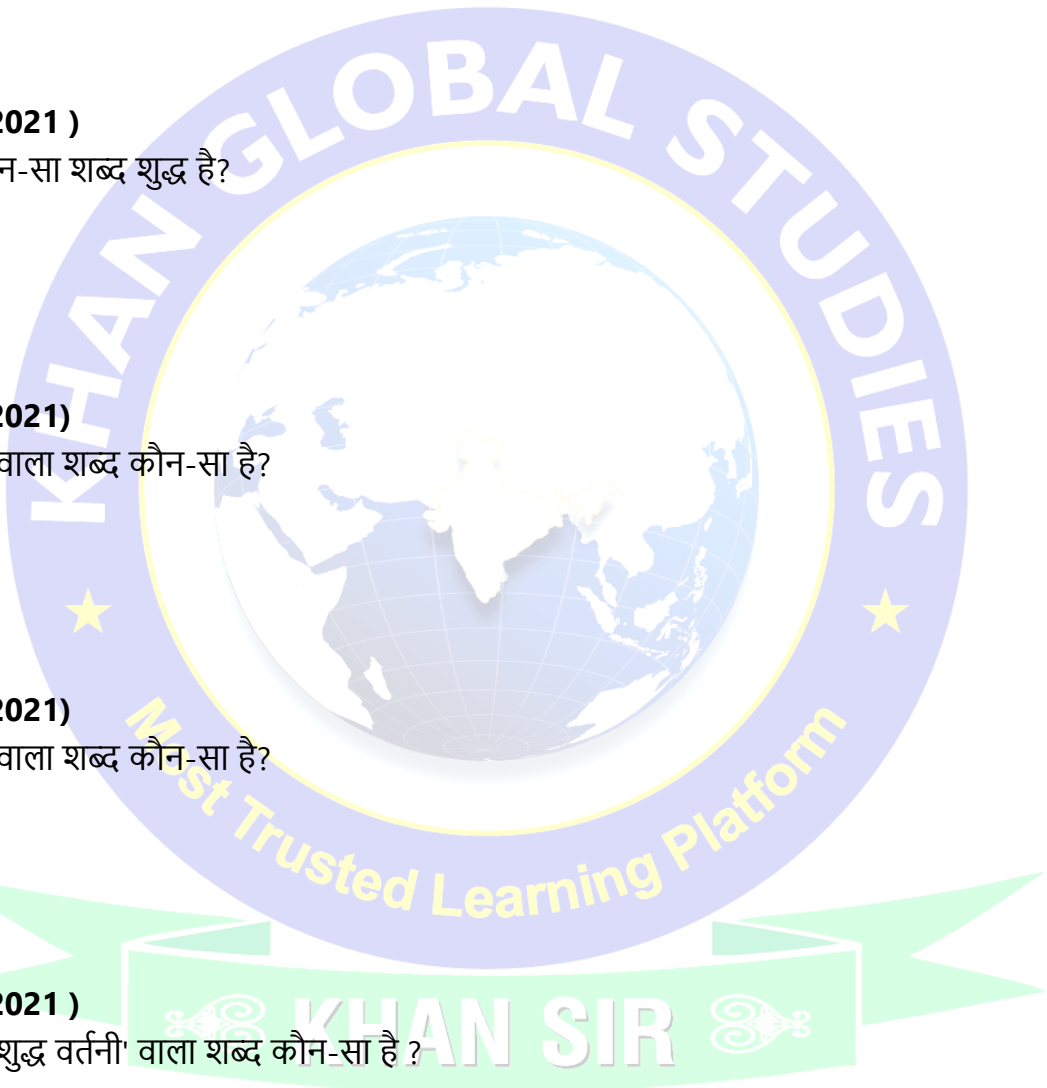 2021 )
न-सा शब्द शुद्ध है?
2021)
वाला शब्द कौन-सा है?
2021)
वाला शब्द कौन-सा है?
2021 )
शुद्ध वर्तनी' वाला शब्द कौन-सा है ?
KHAN GLOBAL STUDIES
Most Trusted Learning Platform
KHAN SIR